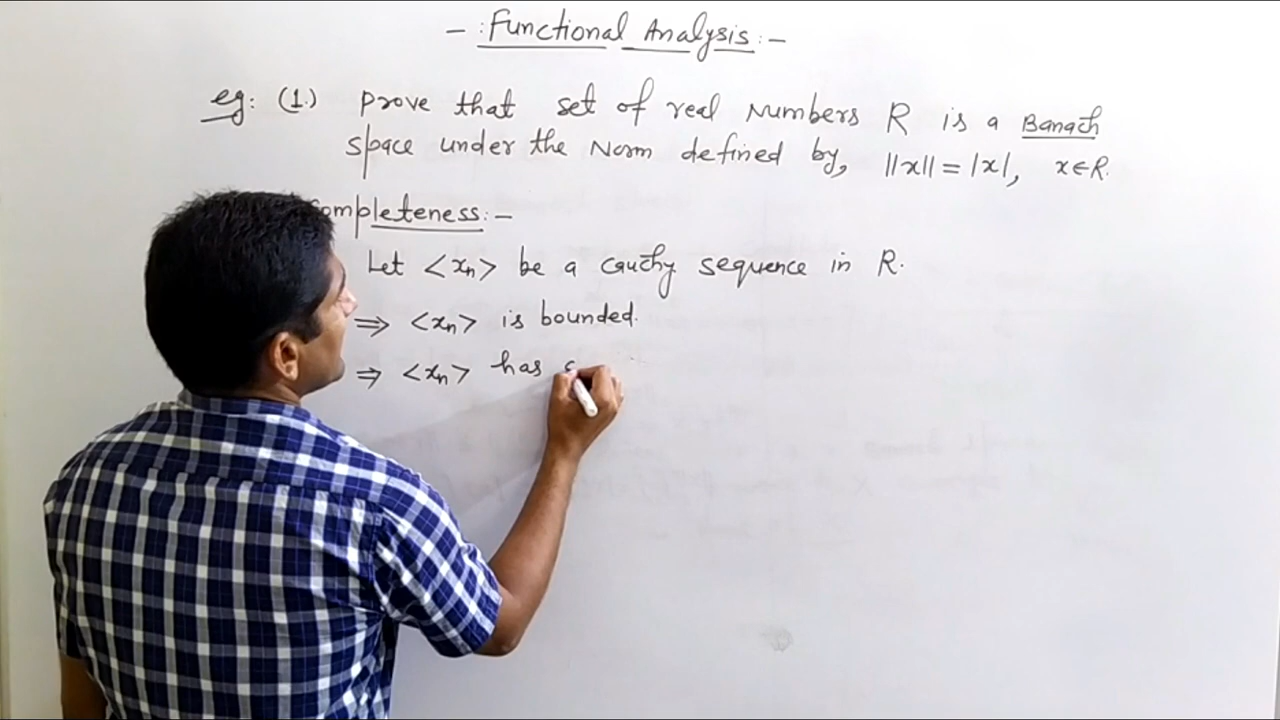 - :Functional Analysis:-
eg: (1.) prove that set of real Numbers R is a Banach
space under the Norm defined by, ||x|| = |x|, x∈R.
ompleteness:-
Let <xₙ> be a cauchy sequence in R.
⇒ <xₙ> is bounded.
⇒ <xₙ> has